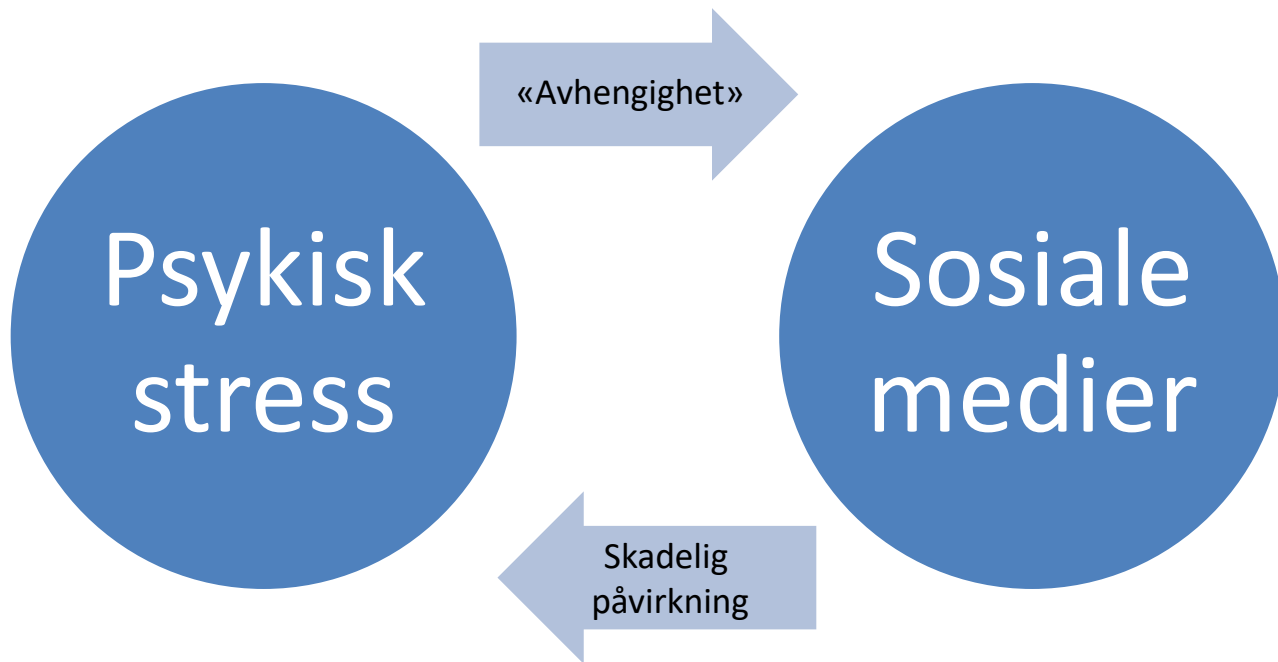 «Avhengighet»
Psykisk
stress
Sosiale
medier
Skadelig
påvirkning